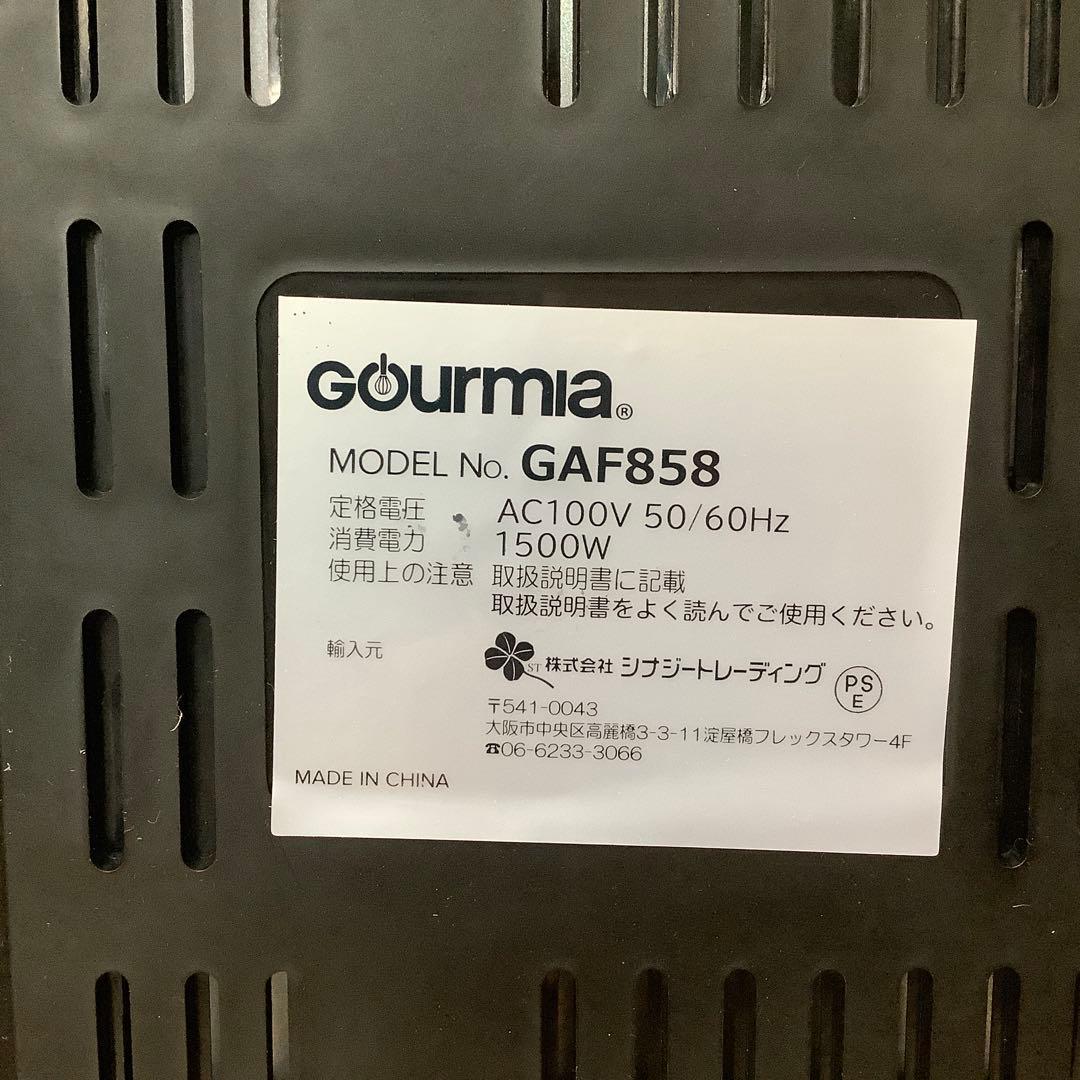 Gourmia®
MODEL No. GAF858
定格電圧 AC100V 50/60Hz
消費電力 1500W
使用上の注意 取扱説明書に記載
取扱説明書をよく読んでご使用ください。
輸入元 ST 株式会社 シナジートレーディング PSE
〒541-0043
大阪市中央区高麗橋3-3-11淀屋橋フレックスタワー4F
☎06-6233-3066
MADE IN CHINA